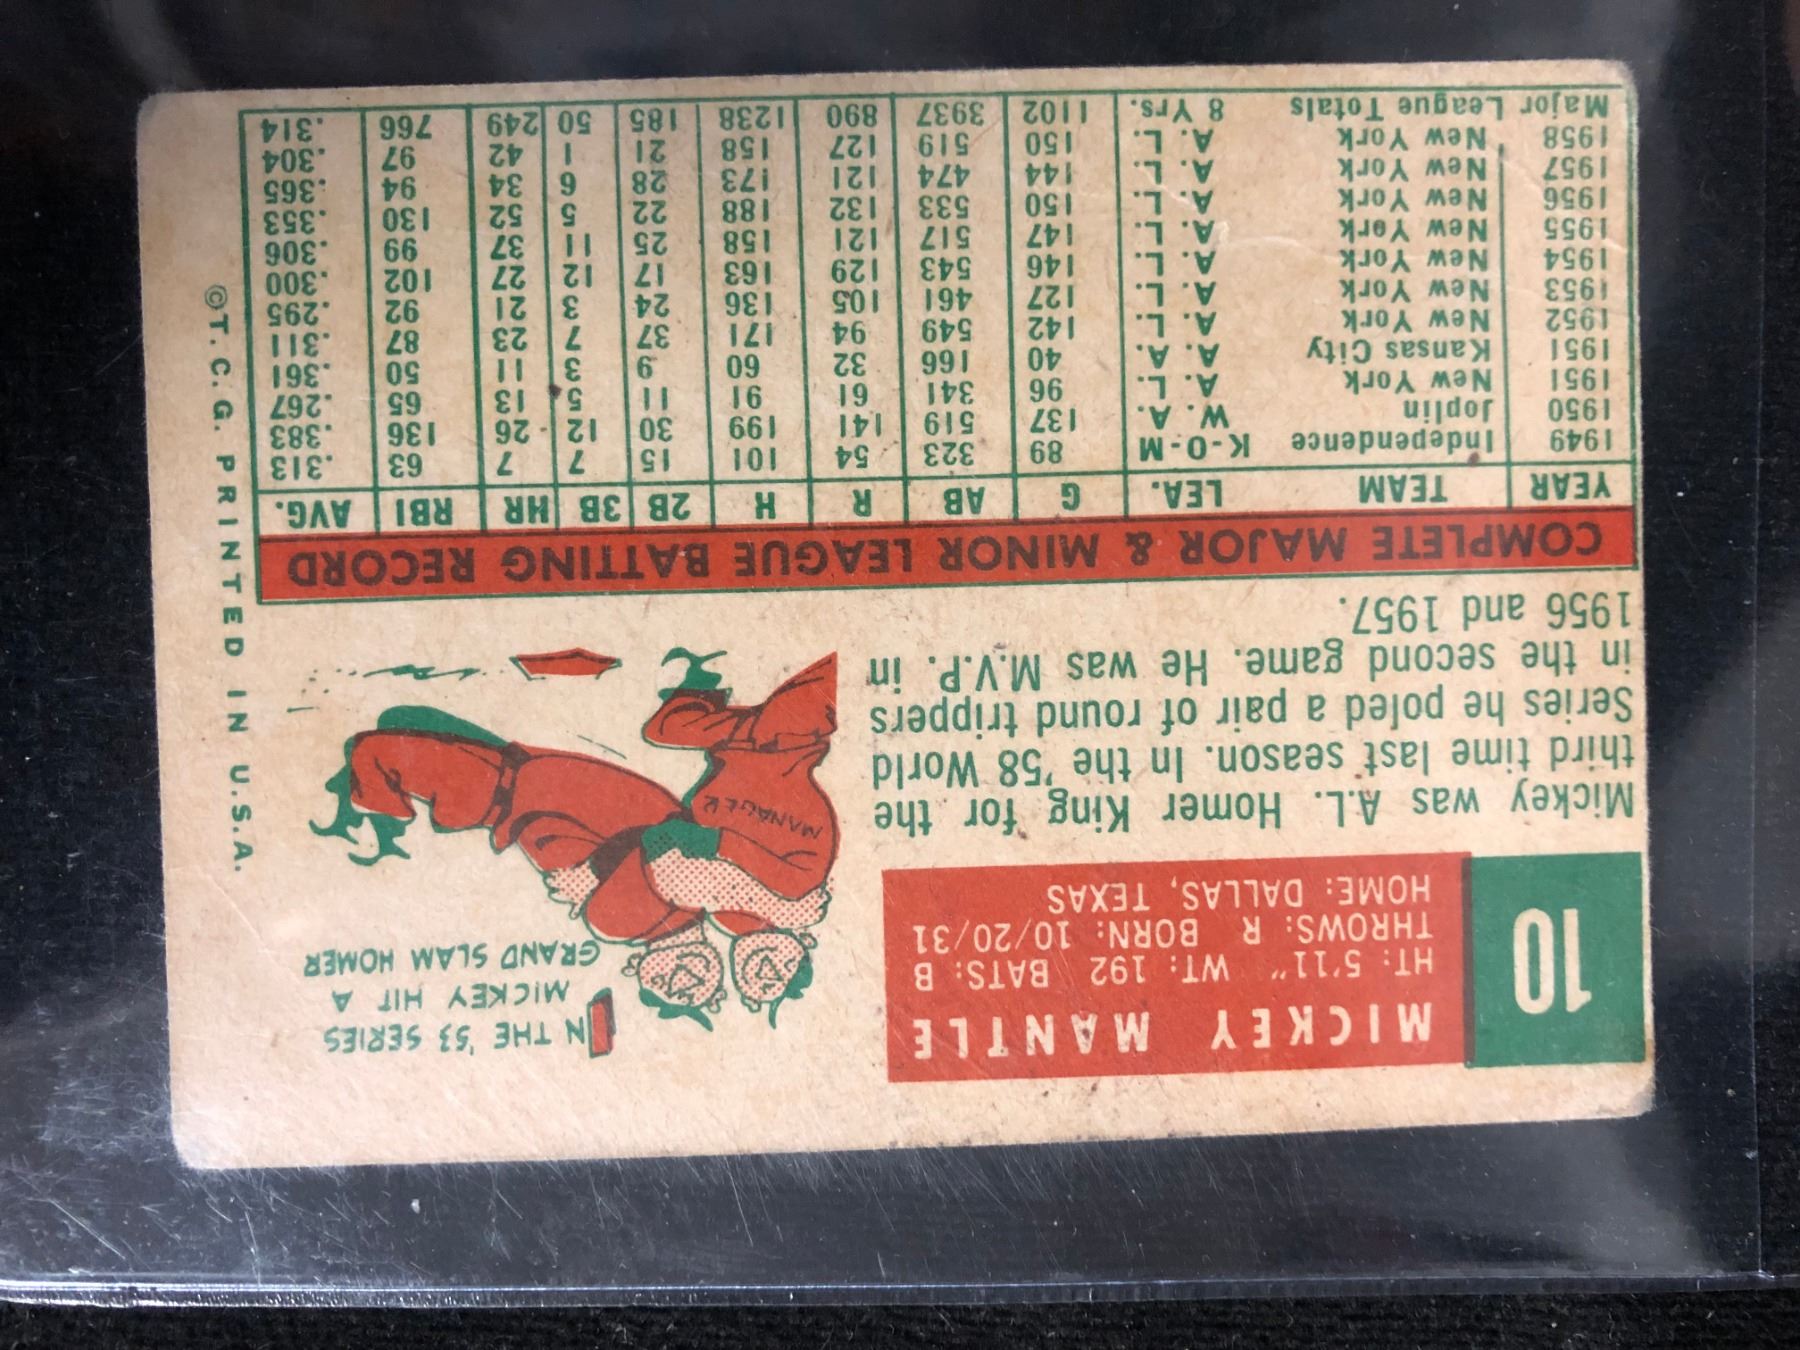 10
MICKEY MANTLE
HT: 5'11" WT: 192 BATS: B
THROWS: R BORN: 10/20/31
HOME: DALLAS, TEXAS
Mickey was A.L. Homer King for the
third time last season. In the '58 World
Series he poled a pair of round trippers
in the second game. He was M.V.P. in
1956 and 1957.
IN THE '53 SERIES
MICKEY HIT A
GRAND SLAM HOMER
MANAGER
COMPLETE MAJOR & MINOR LEAGUE BATTING RECORD
YEAR TEAM LEA. G AB R H 2B 3B HR RBI AVG.
1949 Independence K-O-M 89 323 54 101 15 7 7 63 .313
1950 Joplin W. A. 137 519 141 199 30 12 26 136 .383
1951 New York A. L. 96 341 61 91 11 5 13 65 .267
1951 Kansas City A. A. 40 166 32 60 9 3 11 50 .361
1952 New York A. L. 142 549 94 171 37 7 23 87 .311
1953 New York A. L. 127 461 105 136 24 3 21 92 .295
1954 New York A. L. 146 543 129 163 17 12 27 102 .300
1955 New York A. L. 147 517 121 158 25 11 37 99 .306
1956 New York A. L. 150 533 132 188 22 5 52 130 .353
1957 New York A. L. 144 474 121 173 28 6 34 94 .365
1958 New York A. L. 150 519 127 158 21 1 42 97 .304
Major League Totals 8 Yrs. 1102 3937 890 1238 185 50 249 766 .314
©T.C.G. PRINTED IN U.S.A.